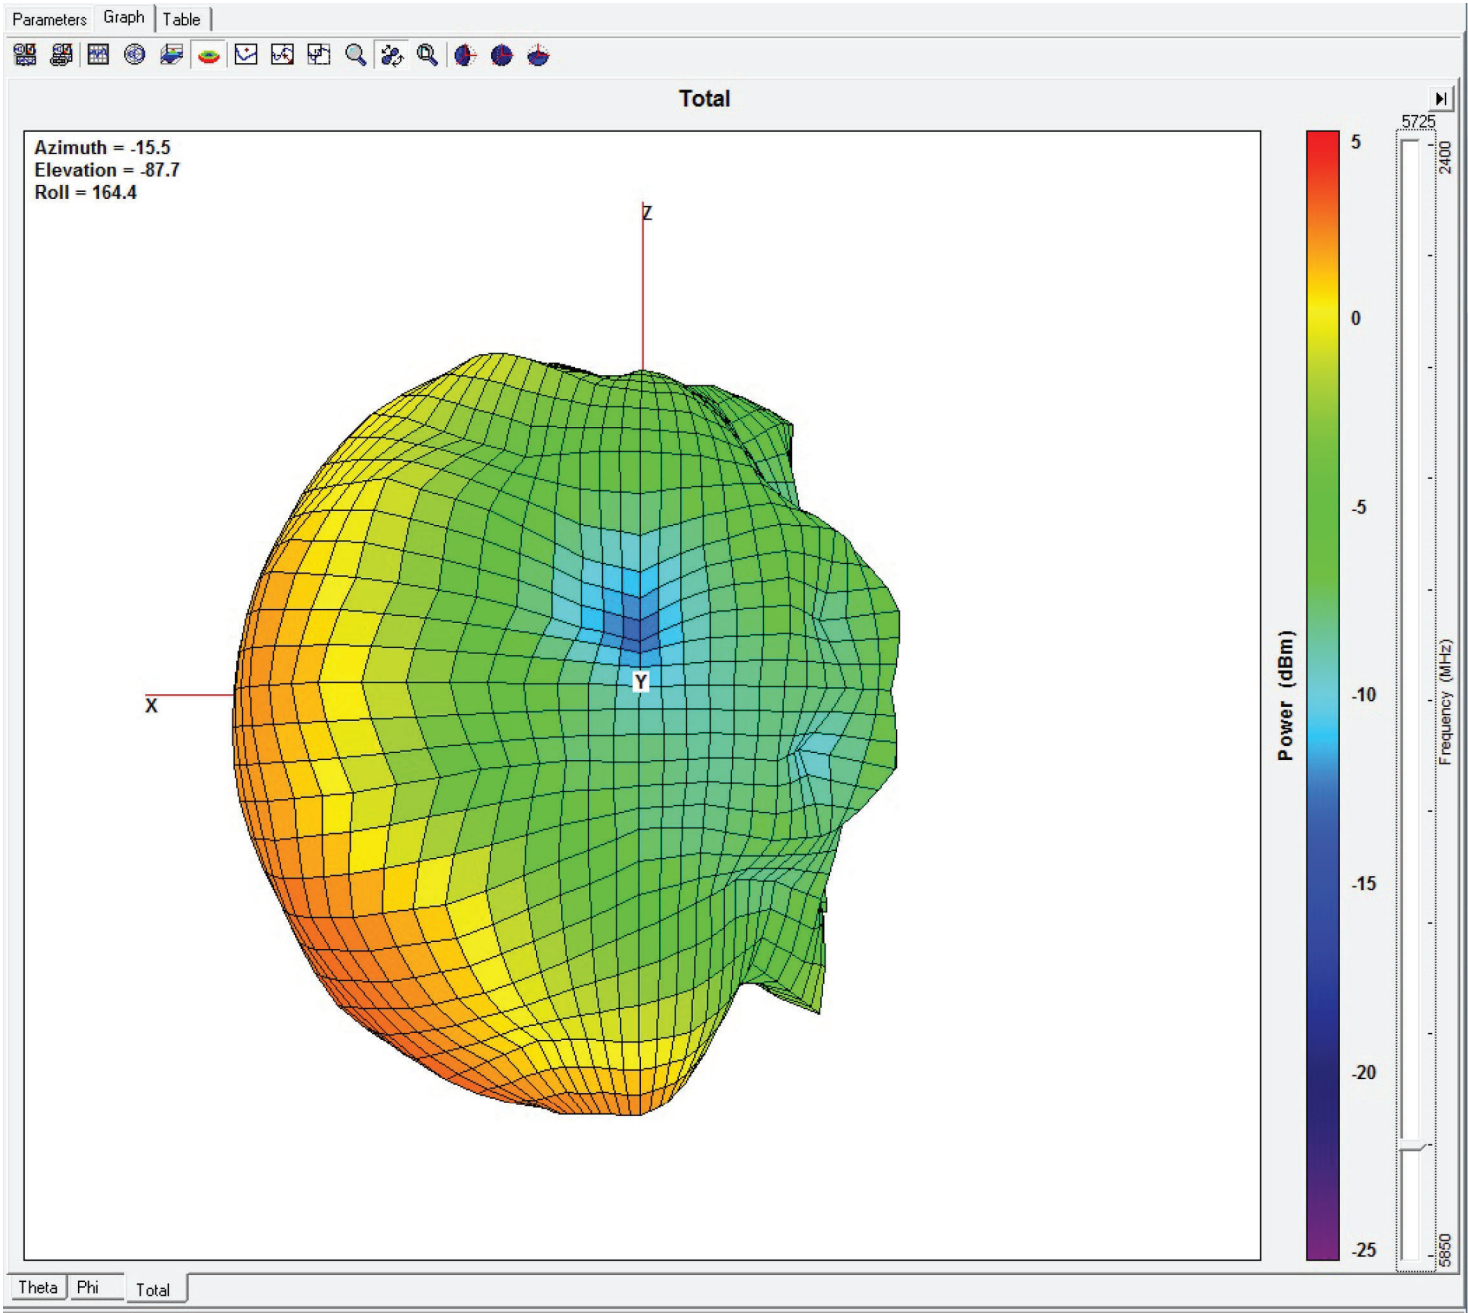 Parameters Graph Table
Total
5725
Azimuth = -15.5
Elevation = -87.7
Roll = 164.4
Z
X
Y
5
0
-5
-10
-15
-20
-25
Power (dBm)
2400
Frequency (MHz)
5850
Theta Phi Total